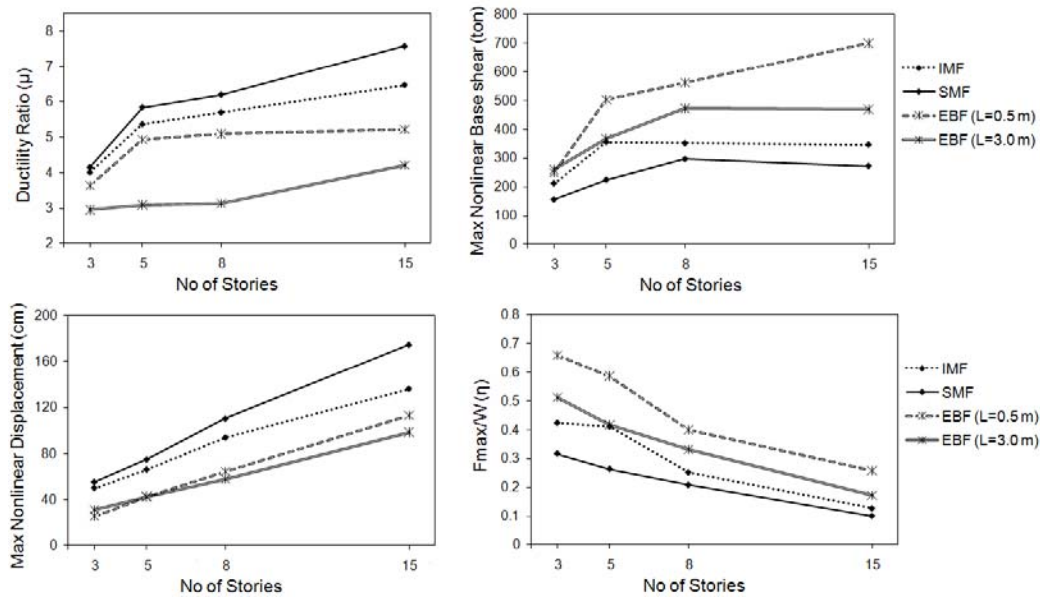 Ductility Ratio (μ)
8
7
6
5
4
3
2
3 5 8 15
No of Stories
Max Nonlinear Base shear (ton)
800
700
600
500
400
300
200
100
0
3 5 8 15
No of Stories
IMF
SMF
EBF (L=0.5 m)
EBF (L=3.0 m)
Max Nonlinear Displacement (cm)
200
160
120
80
40
0
3 5 8 15
No of Stories
Fmax/W (η)
0.8
0.7
0.6
0.5
0.4
0.3
0.2
0.1
0
3 5 8 15
No of Stories
IMF
SMF
EBF (L=0.5 m)
EBF (L=3.0 m)